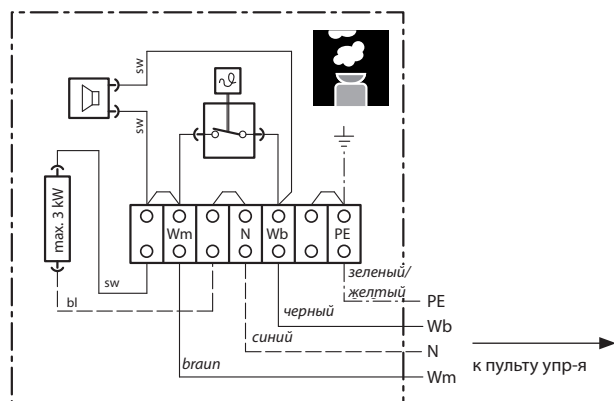 sw
sw
max. 3 kW
Wm
N
Wb
PE
sw
bl
зеленый/
желтый
PE
черный
Wb
синий
N
braun
Wm
к пульту упр-я